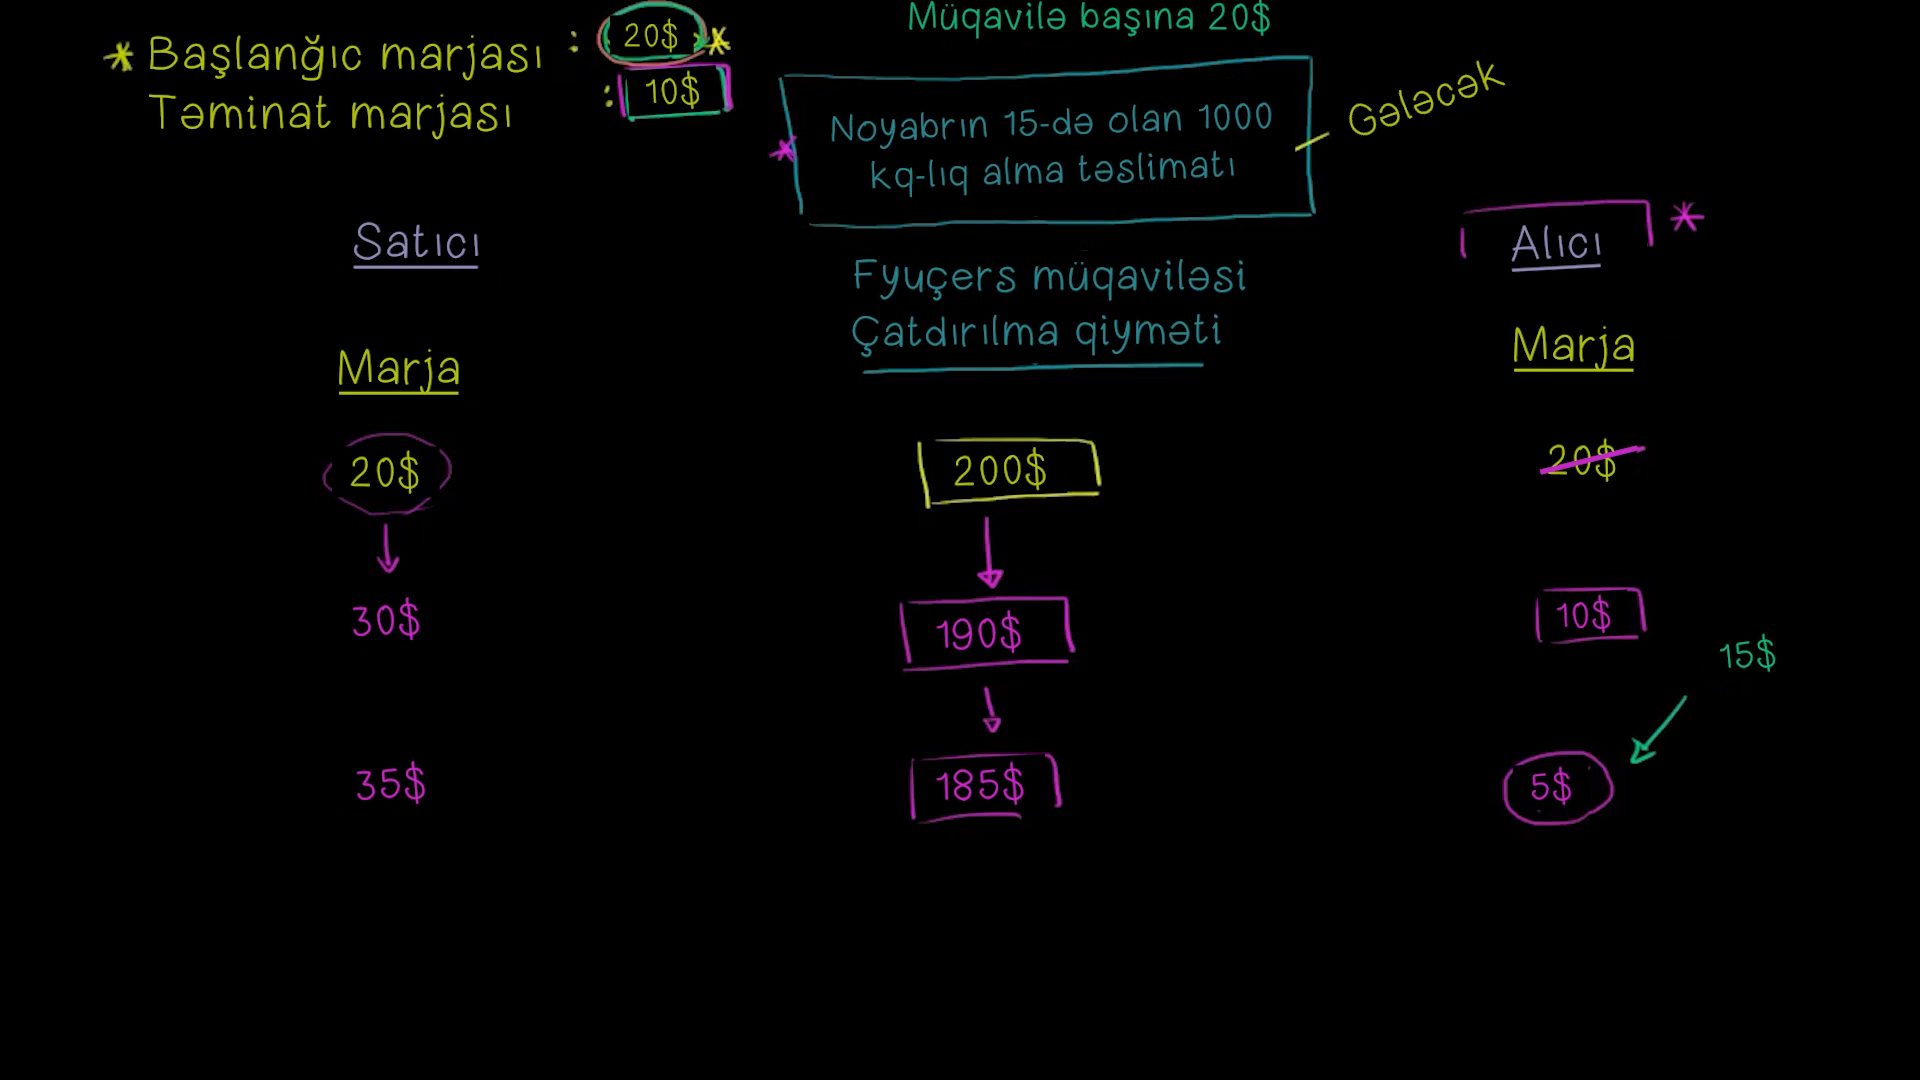 Başlanğıc marjası : 20$
Təminat marjası : 10$
Müqavilə başına 20$
Noyabrın 15-də olan 1000
kq-lıq alma təslimatı
Gələcək
Satıcı
Fyuçers müqaviləsi
Çatdırılma qiyməti
Alıcı
Marja
Marja
20$
200$
20$
30$
190$
10$
15$
35$
185$
5$